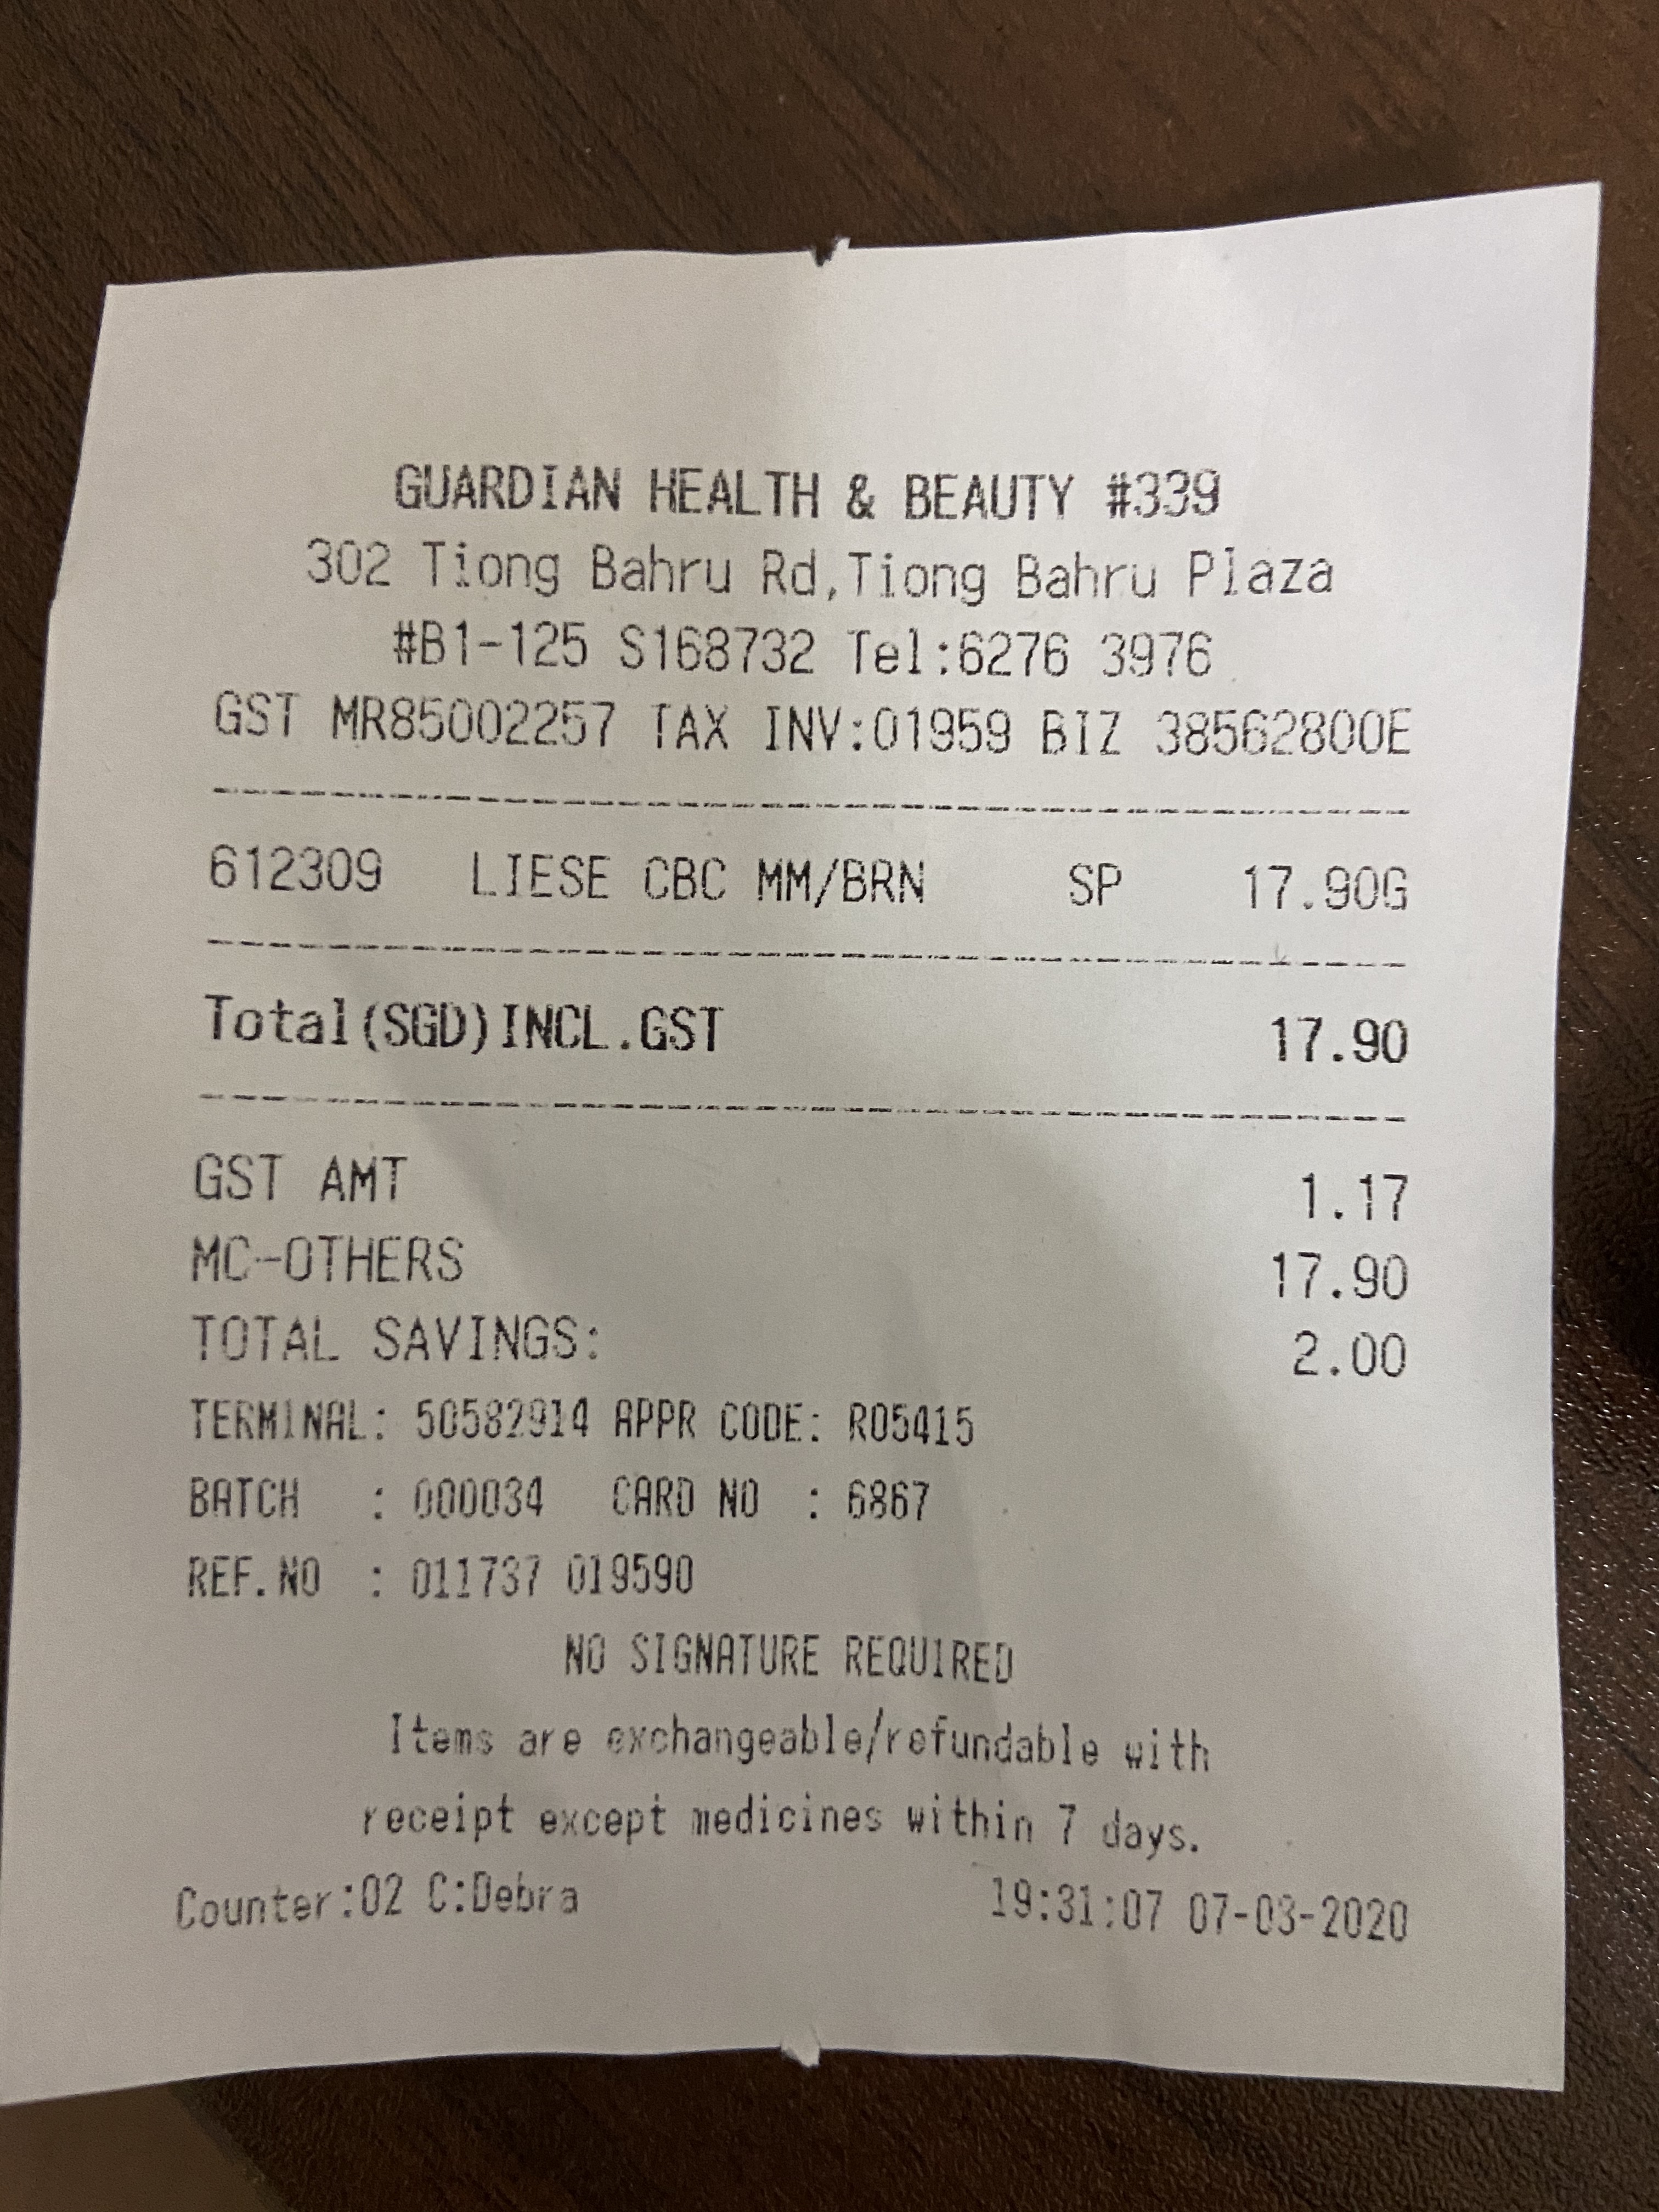 GUARDIAN HEALTH & BEAUTY #339
302 Tiong Bahru Rd,Tiong Bahru Plaza
#B1-125 S168732 Tel:6276 3976
GST MR85002257 TAX INV:01959 BIZ 38562800E
612309 LIESE CBC MM/BRN SP 17.90G
Total(SGD)INCL.GST 17.90
GST AMT 1.17
MC-OTHERS 17.90
TOTAL SAVINGS: 2.00
TERMINAL: 50582914 APPR CODE: R05415
BATCH : 000034 CARD NO : 6867
REF.NO : 011737 019590
NO SIGNATURE REQUIRED
Items are exchangeable/refundable with
receipt except medicines within 7 days.
Counter:02 C:Debra 19:31:07 07-03-2020